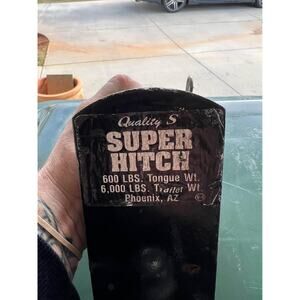 Quality S
SUPER
HITCH
600 LBS. Tongue Wt.
6,000 LBS. Trailer Wt.
Phoenix, AZ